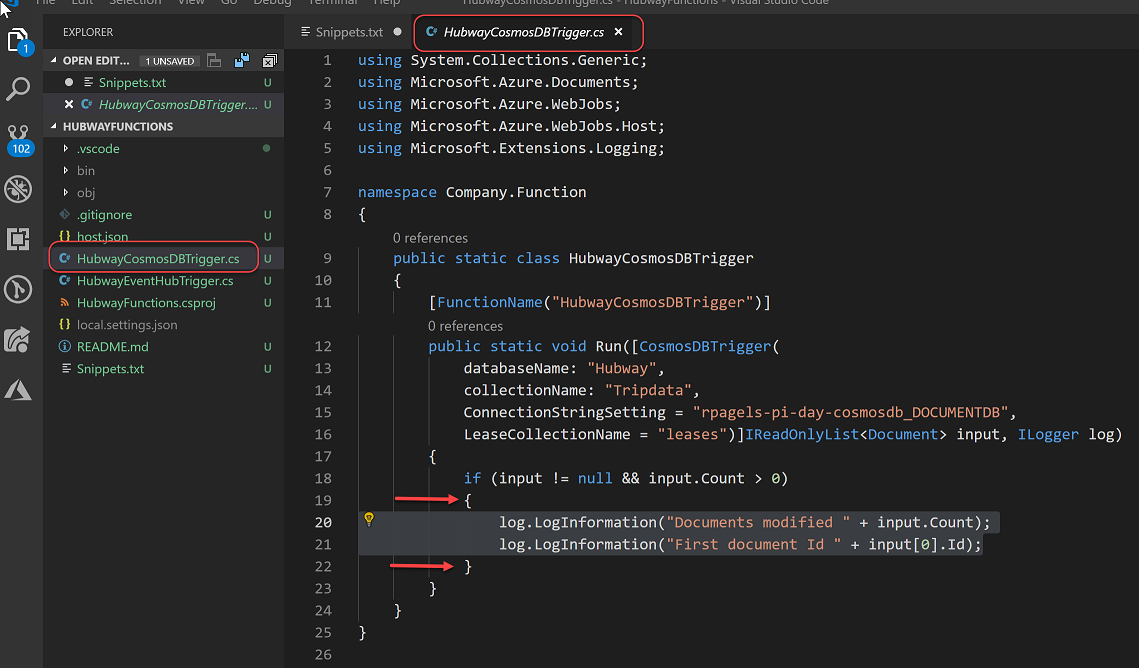 File Edit Selection View Go Debug Terminal Help HubwayCosmosDBTrigger.cs - HubwayFunctions - Visual Studio Code
EXPLORER
OPEN EDIT... 1 UNSAVED
Snippets.txt U
HubwayCosmosDBTrigger.... U
HUBWAYFUNCTIONS
.vscode
bin
obj
.gitignore U
host.json U
HubwayCosmosDBTrigger.cs U
HubwayEventHubTrigger.cs U
HubwayFunctions.csproj U
local.settings.json
README.md U
Snippets.txt U
1
102
Snippets.txt HubwayCosmosDBTrigger.cs
1 using System.Collections.Generic;
2 using Microsoft.Azure.Documents;
3 using Microsoft.Azure.WebJobs;
4 using Microsoft.Azure.WebJobs.Host;
5 using Microsoft.Extensions.Logging;
6
7 namespace Company.Function
8 {
0 references
9 public static class HubwayCosmosDBTrigger
10 {
11 [FunctionName("HubwayCosmosDBTrigger")]
0 references
12 public static void Run([CosmosDBTrigger(
13 databaseName: "Hubway",
14 collectionName: "Tripdata",
15 ConnectionStringSetting = "rpagels-pi-day-cosmosdb_DOCUMENTDB",
16 LeaseCollectionName = "leases")]IReadOnlyList<Document> input, ILogger log)
17 {
18 if (input != null && input.Count > 0)
19 {
20 log.LogInformation("Documents modified " + input.Count);
21 log.LogInformation("First document Id " + input[0].Id);
22 }
23 }
24 }
25 }
26